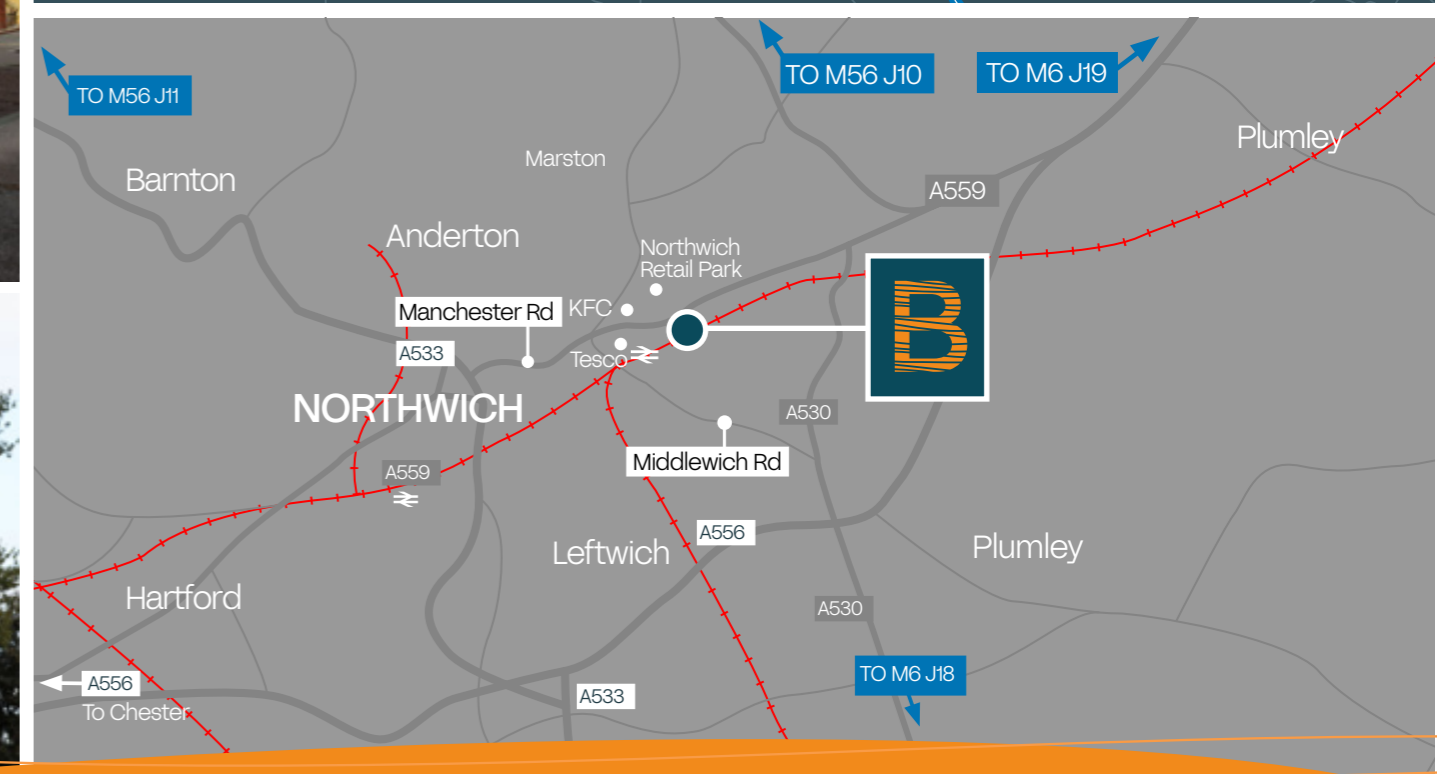 TO M56 J11
TO M56 J10
TO M6 J19
Plumley
Marston
Barnton
A559
Anderton
Northwich
Retail Park
Manchester Rd
KFC
B
A533
Tesco
NORTHWICH
A530
A559
Middlewich Rd
A556
Leftwich
Plumley
Hartford
A530
TO M6 J18
A556
To Chester
A533